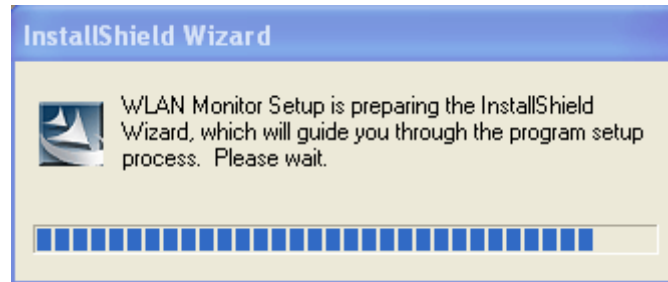 InstallShield Wizard
WLAN Monitor Setup is preparing the InstallShield
Wizard, which will guide you through the program setup
process. Please wait.